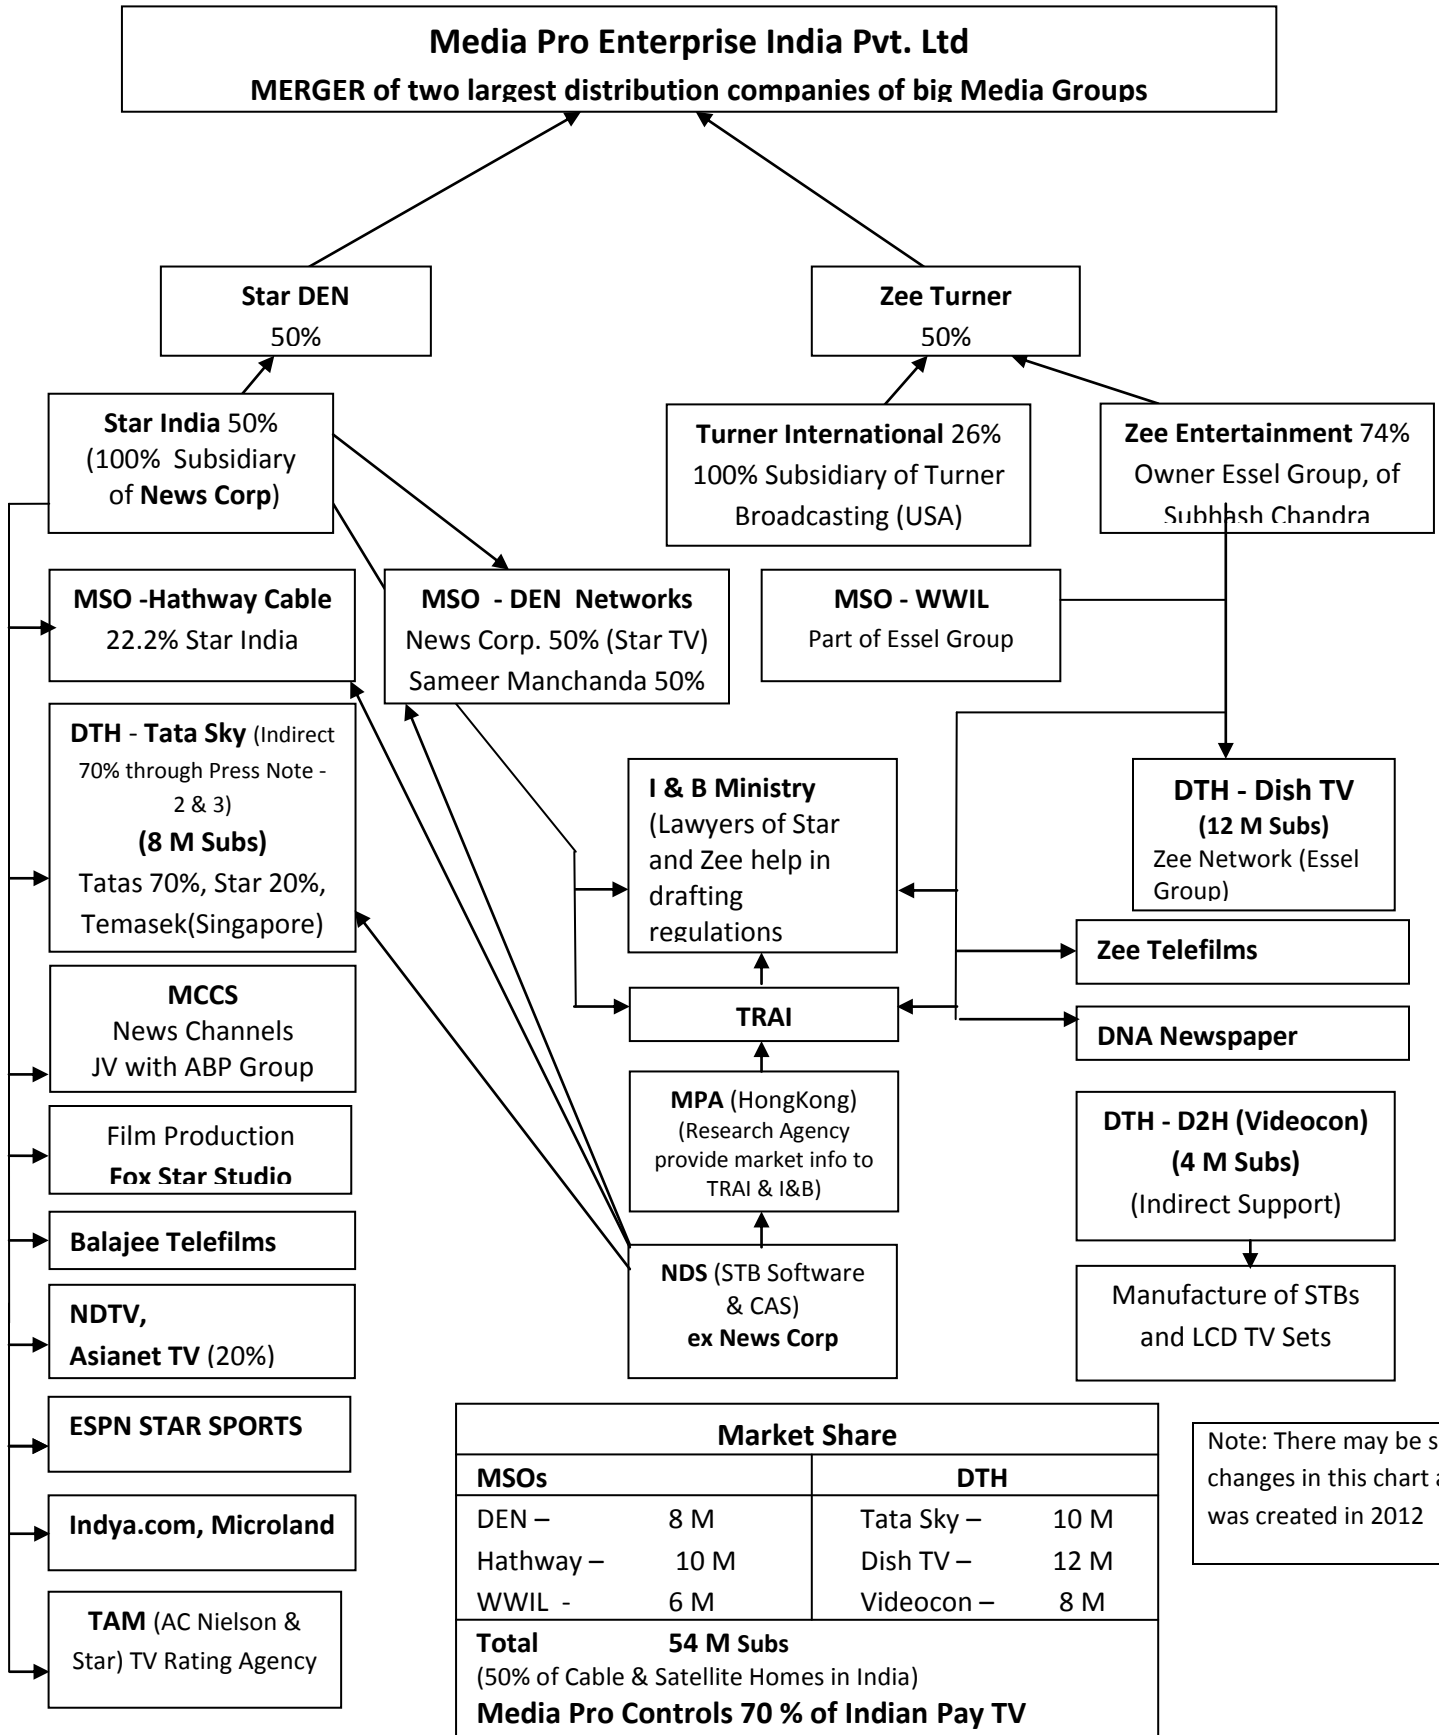 Media Pro Enterprise India Pvt. Ltd
MERGER of two largest distribution companies of big Media Groups
Star DEN
50%
Zee Turner
50%
Star India 50%
(100% Subsidiary
of News Corp)
Turner International 26%
100% Subsidiary of Turner
Broadcasting (USA)
Zee Entertainment 74%
Owner Essel Group, of
Subhash Chandra
MSO -Hathway Cable
22.2% Star India
MSO - DEN Networks
News Corp. 50% (Star TV)
Sameer Manchanda 50%
MSO - WWIL
Part of Essel Group
DTH - Tata Sky (Indirect
70% through Press Note -
2 & 3)
(8 M Subs)
Tatas 70%, Star 20%,
Temasek(Singapore)
I & B Ministry
(Lawyers of Star
and Zee help in
drafting
regulations
DTH - Dish TV
(12 M Subs)
Zee Network (Essel
Group)
Zee Telefilms
MCCS
News Channels
JV with ABP Group
TRAI
DNA Newspaper
MPA (HongKong)
(Research Agency
provide market info to
TRAI & I&B)
DTH - D2H (Videocon)
(4 M Subs)
(Indirect Support)
Film Production
Fox Star Studio
Balajee Telefilms
NDS (STB Software
& CAS)
ex News Corp
Manufacture of STBs
and LCD TV Sets
NDTV,
Asianet TV (20%)
ESPN STAR SPORTS
Indya.com, Microland
TAM (AC Nielson &
Star) TV Rating Agency
Market Share
MSOs DTH
DEN – 8 M Tata Sky – 10 M
Hathway – 10 M Dish TV – 12 M
WWIL - 6 M Videocon – 8 M
Total 54 M Subs
(50% of Cable & Satellite Homes in India)
Media Pro Controls 70 % of Indian Pay TV
Note: There may be
changes in this chart
was created in 2012